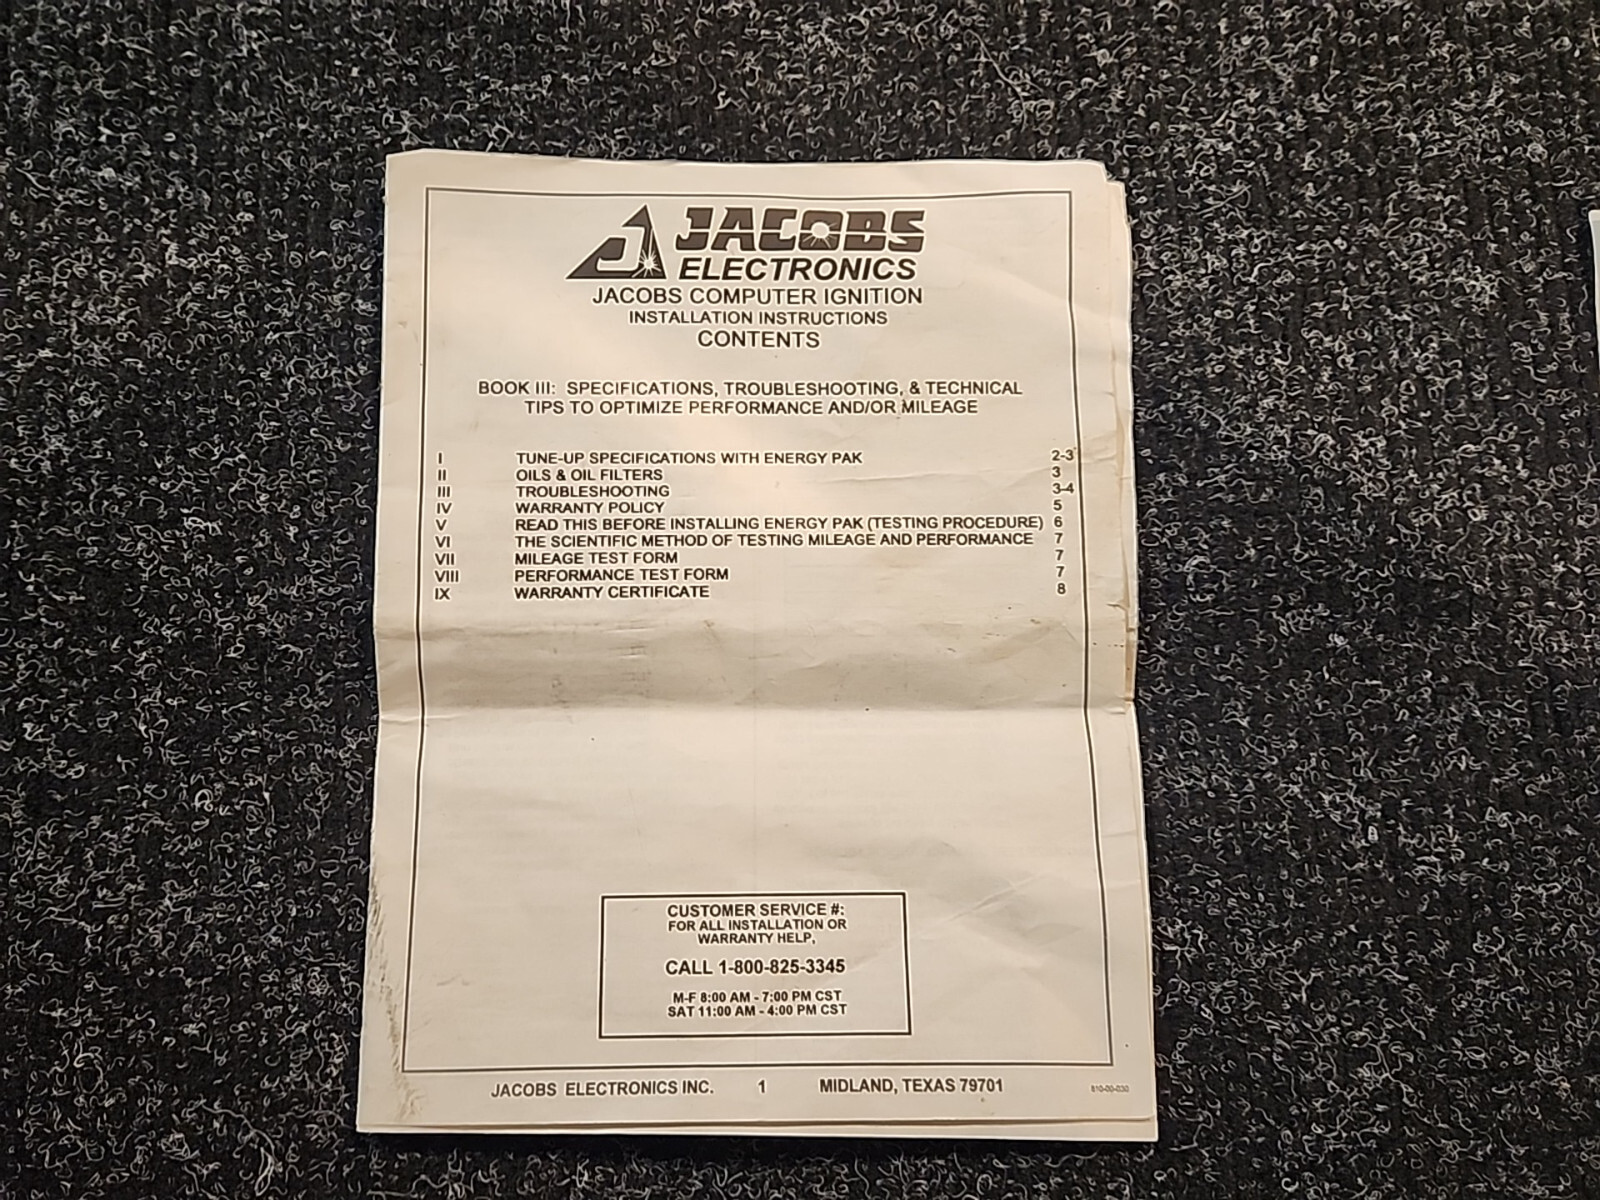 JACOBS
ELECTRONICS
JACOBS COMPUTER IGNITION
INSTALLATION INSTRUCTIONS
CONTENTS
BOOK III: SPECIFICATIONS, TROUBLESHOOTING, & TECHNICAL
TIPS TO OPTIMIZE PERFORMANCE AND/OR MILEAGE
I TUNE-UP SPECIFICATIONS WITH ENERGY PAK 2-3
II OILS & OIL FILTERS 3
III TROUBLESHOOTING 3-4
IV WARRANTY POLICY 5
V READ THIS BEFORE INSTALLING ENERGY PAK (TESTING PROCEDURE) 6
VI THE SCIENTIFIC METHOD OF TESTING MILEAGE AND PERFORMANCE 7
VII MILEAGE TEST FORM 7
VIII PERFORMANCE TEST FORM 7
IX WARRANTY CERTIFICATE 8
CUSTOMER SERVICE #:
FOR ALL INSTALLATION OR
WARRANTY HELP,
CALL 1-800-825-3345
M-F 8:00 AM - 7:00 PM CST
SAT 11:00 AM - 4:00 PM CST
JACOBS ELECTRONICS INC. 1 MIDLAND, TEXAS 79701 810-00-030